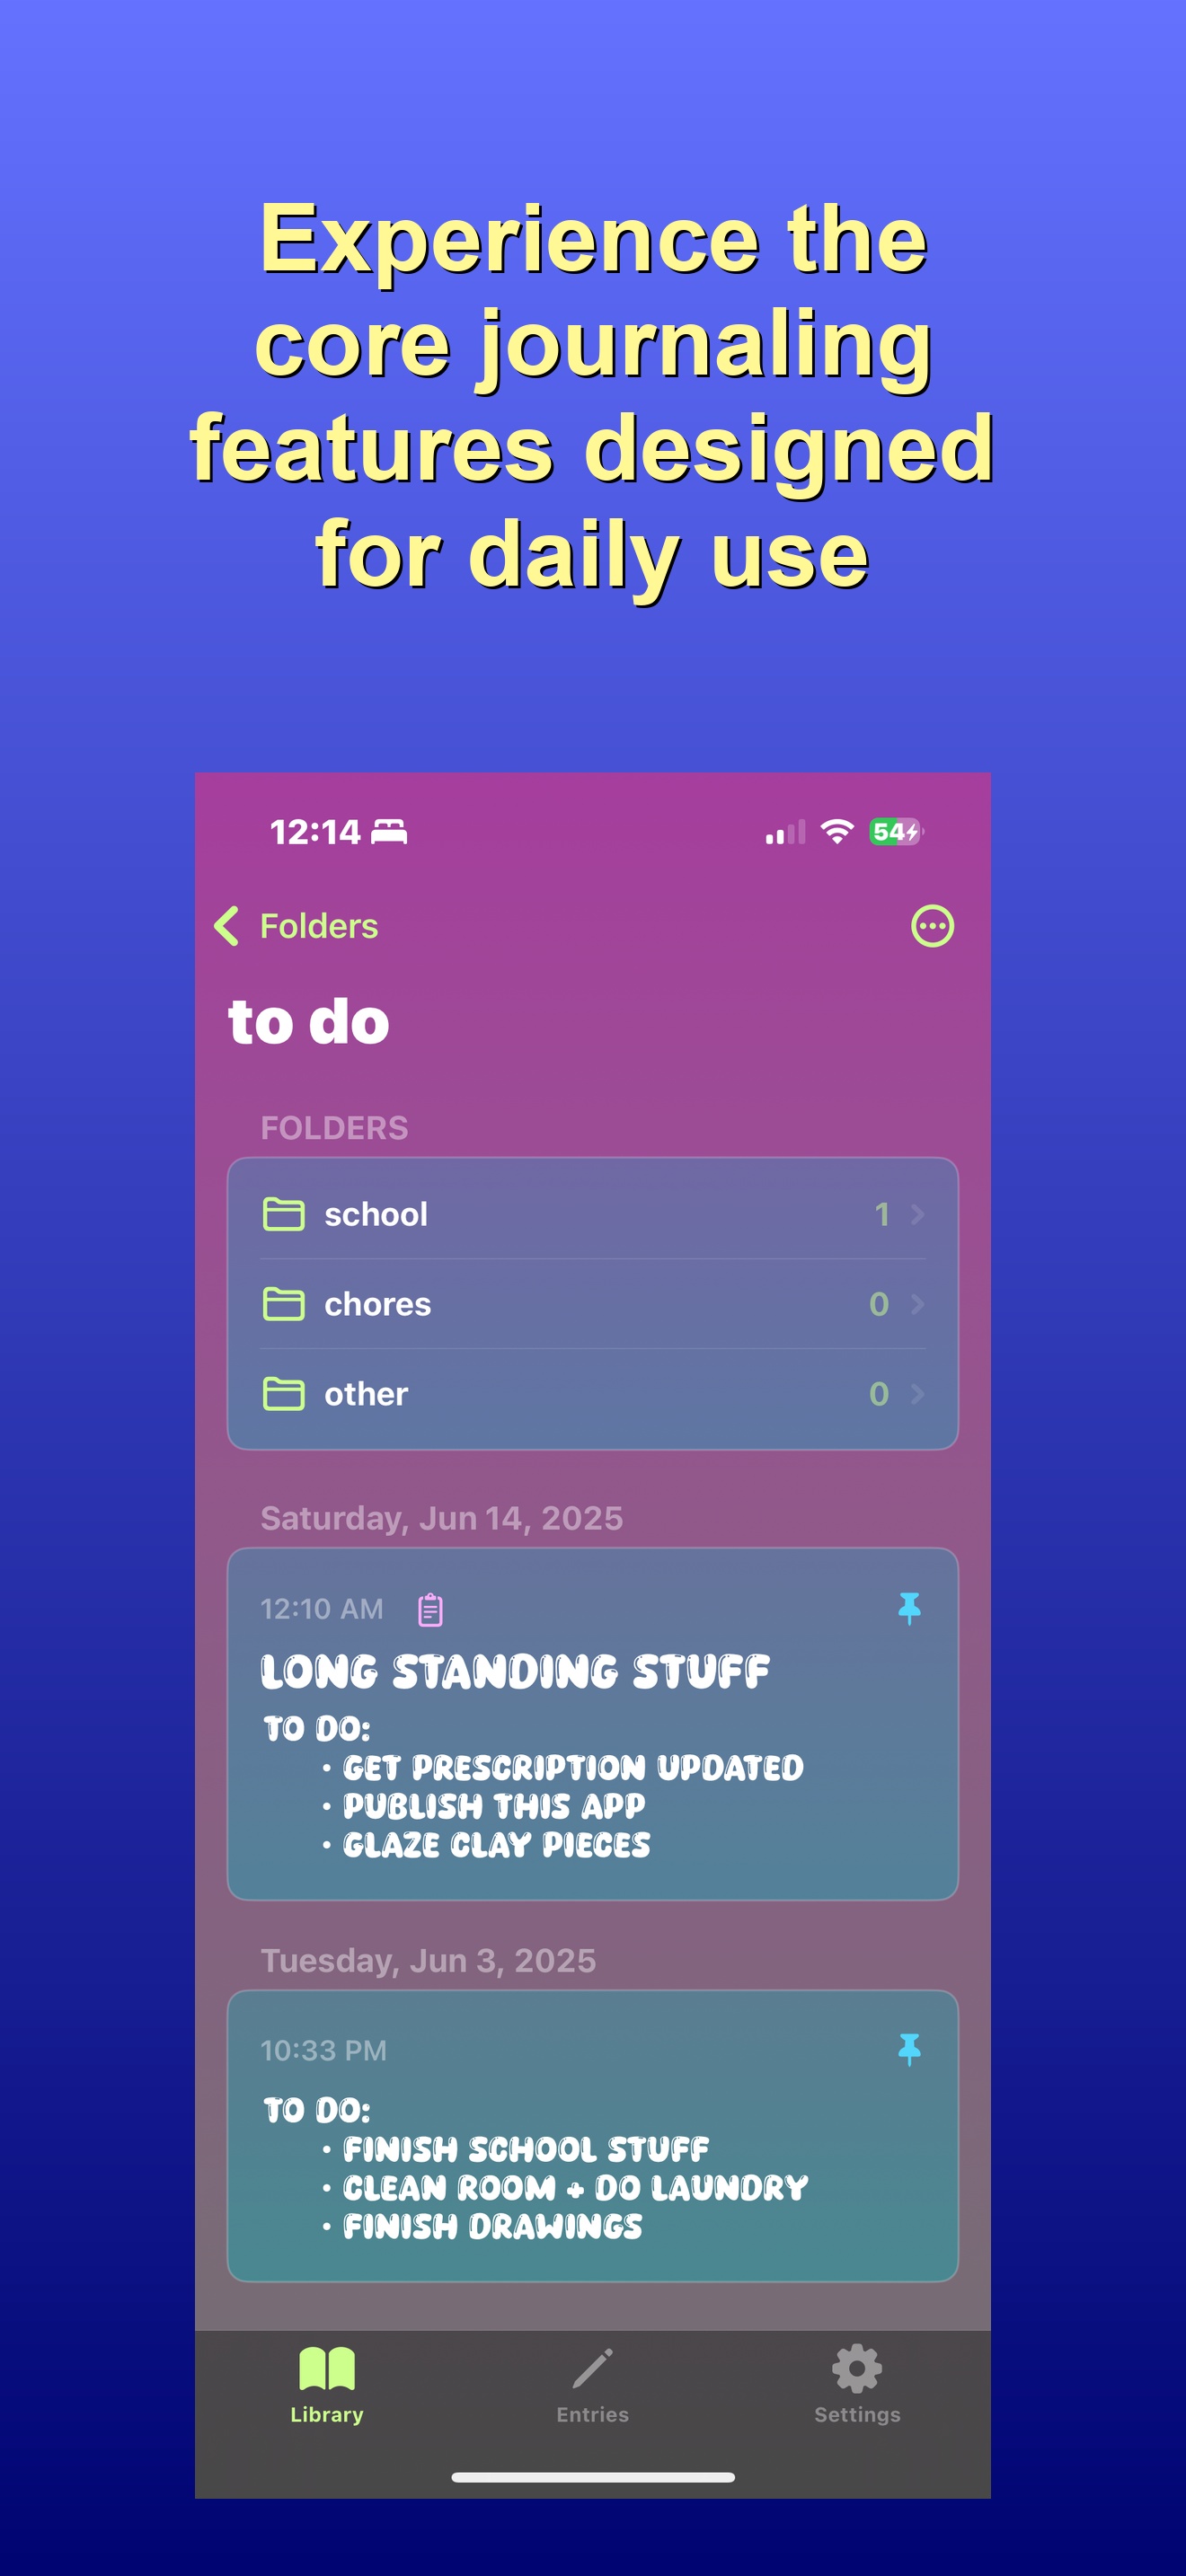 Experience the
core journaling
features designed
for daily use
12:14
54
Folders
to do
FOLDERS
school 1
chores 0
other 0
Saturday, Jun 14, 2025
12:10 AM
LONG STANDING STUFF
TO DO:
• GET PRESCRIPTION UPDATED
• PUBLISH THIS APP
• GLAZE CLAY PIECES
Tuesday, Jun 3, 2025
10:33 PM
TO DO:
• FINISH SCHOOL STUFF
• CLEAN ROOM + DO LAUNDRY
• FINISH DRAWINGS
Library Entries Settings